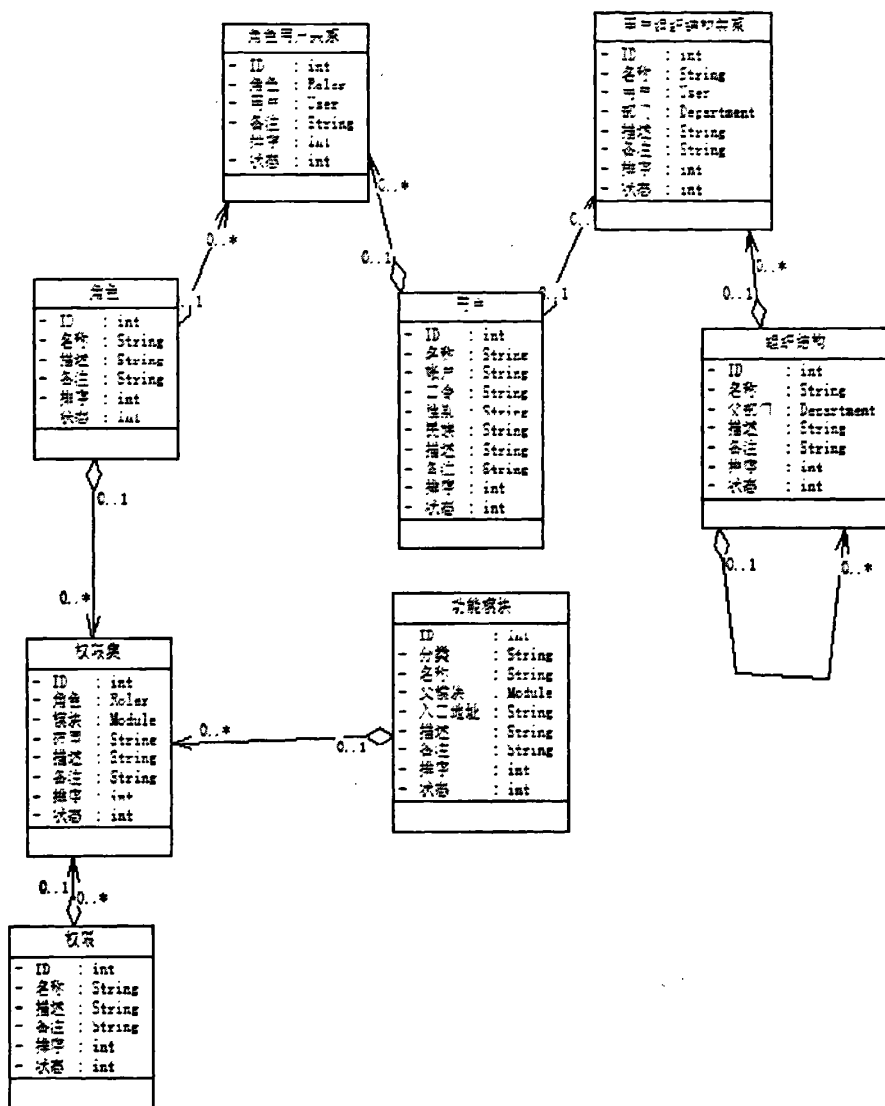 角色用户关系
- ID : int
- 角色 : Roler
- 用户 : User
- 备注 : String
- 排序 : int
- 状态 : int
用户组织结构关系
- ID : int
- 名称 : String
- 用户 : User
- 部门 : Department
- 描述 : String
- 备注 : String
- 排序 : int
- 状态 : int
0..*
0..1
0..*
0..1
0..1
0..*
0..1
角色
- ID : int
- 名称 : String
- 描述 : String
- 备注 : String
- 排序 : int
状态 : int
用户
- ID : int
- 名称 : String
- 帐户 : String
- 口令 : String
- String
- String
- 描述 : String
- 备注 : String
- 排序 : int
- 状态 : int
组织结构
- ID : int
- 名称 : String
- 父部门 : Department
- 描述 : String
- 备注 : String
- 排序 : int
- 状态 : int
0..1
0..*
0..1
0..*
权限类
- ID : int
- 角色 : Roler
- 模块 : Module
- String
- 描述 : String
- 备注 : String
- 排序 : int
- 状态 : int
功能模块
ID : int
- 分类 : String
- 名称 : String
- 父模块 : Module
- 入口地址 : String
- 描述 : String
- 备注 : String
- 排序 : int
- 状态 : int
0..*
0..1
0..1
0..*
权限
- ID : int
- 名称 : String
- 描述 : String
- 备注 : String
- 排序 : int
- 状态 : int